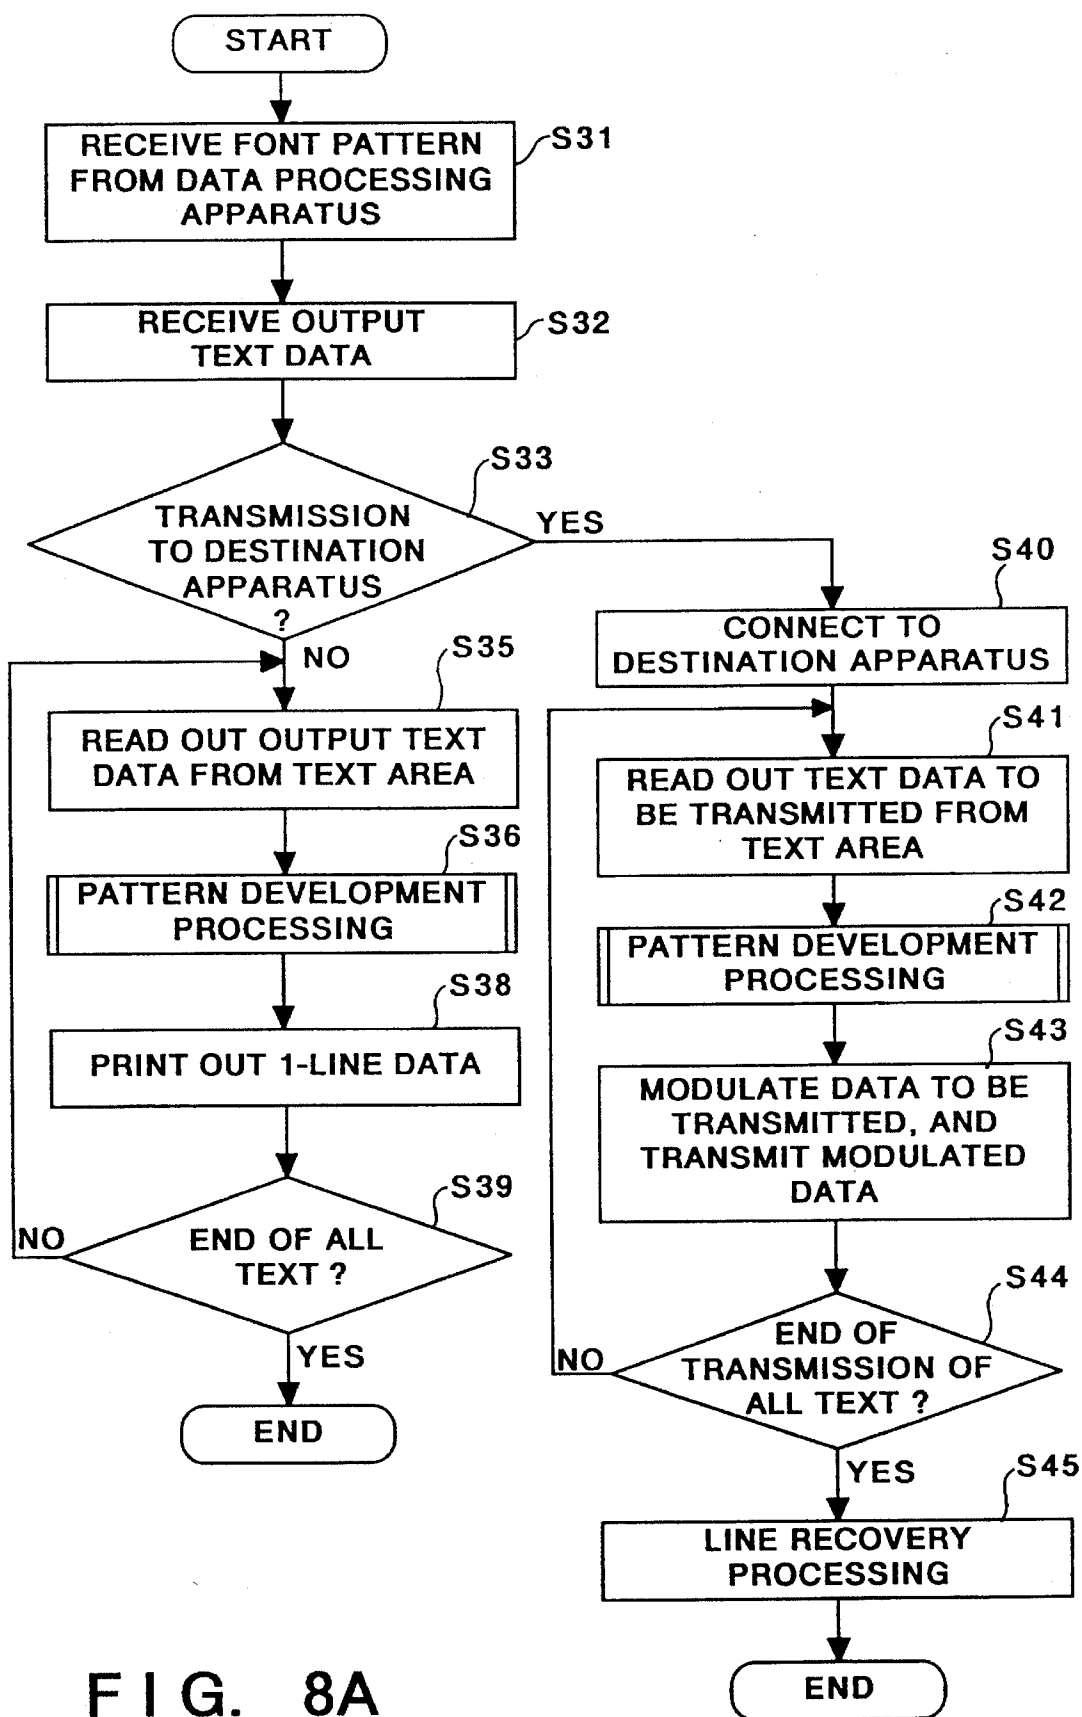 START
RECEIVE FONT PATTERN
FROM DATA PROCESSING
APPARATUS
S31
RECEIVE OUTPUT
TEXT DATA
S32
TRANSMISSION
TO DESTINATION
APPARATUS
?
S33
YES
NO
S35
READ OUT OUTPUT TEXT
DATA FROM TEXT AREA
S36
PATTERN DEVELOPMENT
PROCESSING
S38
PRINT OUT 1-LINE DATA
S39
END OF ALL
TEXT ?
NO
YES
END
S40
CONNECT TO
DESTINATION APPARATUS
S41
READ OUT TEXT DATA TO
BE TRANSMITTED FROM
TEXT AREA
S42
PATTERN DEVELOPMENT
PROCESSING
S43
MODULATE DATA TO BE
TRANSMITTED, AND
TRANSMIT MODULATED
DATA
S44
END OF
TRANSMISSION OF
ALL TEXT ?
NO
YES
S45
LINE RECOVERY
PROCESSING
END
FIG. 8A